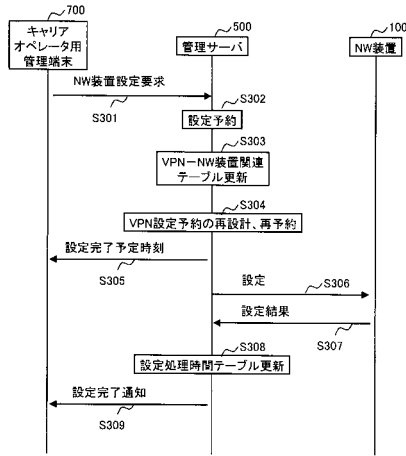 700
キャリア
オペレータ用
管理端末
500
管理サーバ
100
NW装置
NW装置設定要求
S301
S302
設定予約
S303
VPN－NW装置関連
テーブル更新
S304
VPN設定予約の再設計、再予約
設定完了予定時刻
S305
設定
S306
設定結果
S307
S308
設定処理時間テーブル更新
設定完了通知
S309